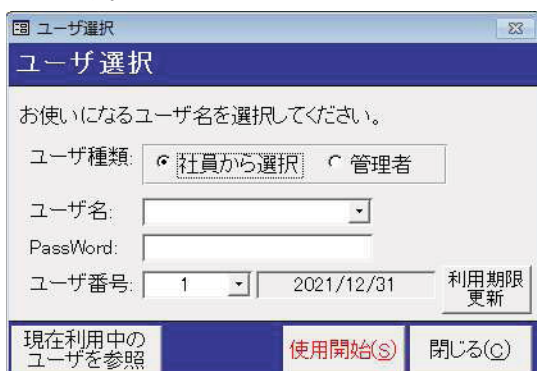 ユーザ選択
ユーザ選択
お使いになるユーザ名を選択してください。
ユーザ種類: 社員から選択 管理者
ユーザ名:
PassWord:
ユーザ番号: 1 2021/12/31 利用期限
更新
現在利用中の
ユーザを参照
使用開始(S) 閉じる(C)